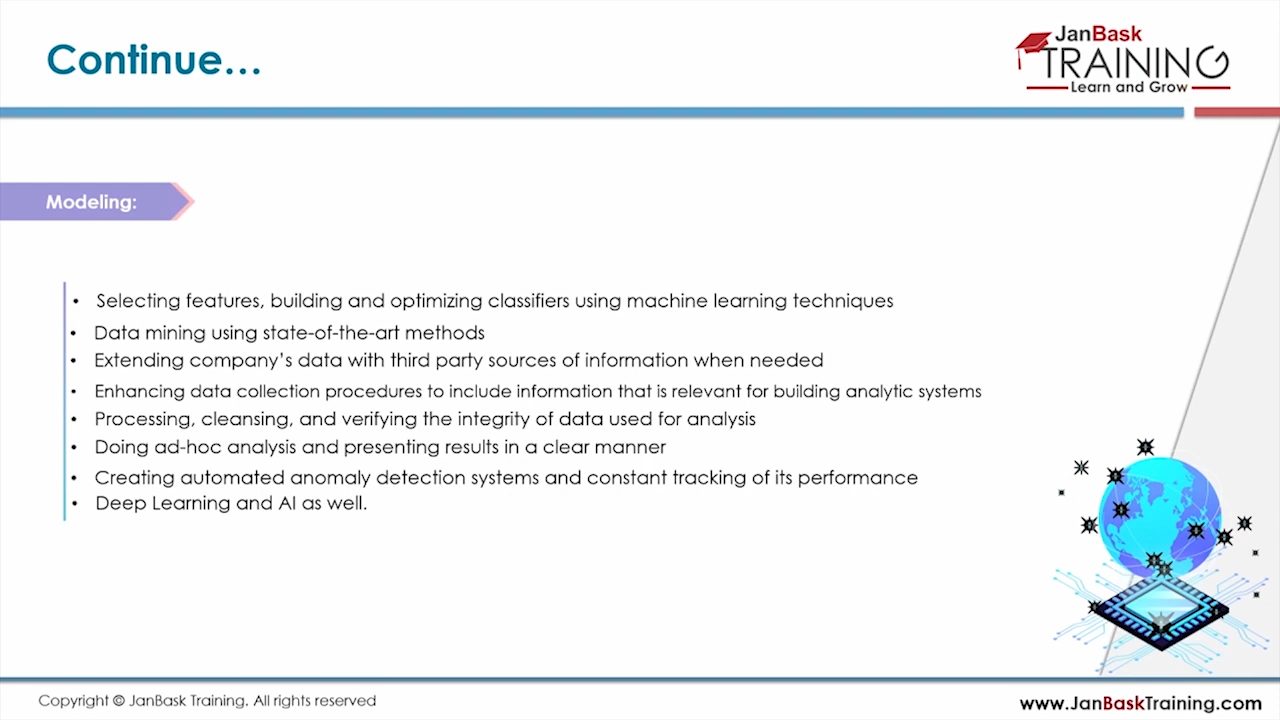 Continue...
JanBask
TRAINING
Learn and Grow
Modeling:
• Selecting features, building and optimizing classifiers using machine learning techniques
• Data mining using state-of-the-art methods
• Extending company's data with third party sources of information when needed
• Enhancing data collection procedures to include information that is relevant for building analytic systems
• Processing, cleansing, and verifying the integrity of data used for analysis
• Doing ad-hoc analysis and presenting results in a clear manner
• Creating automated anomaly detection systems and constant tracking of its performance
• Deep Learning and AI as well.
Copyright © JanBask Training. All rights reserved
www.JanBaskTraining.com